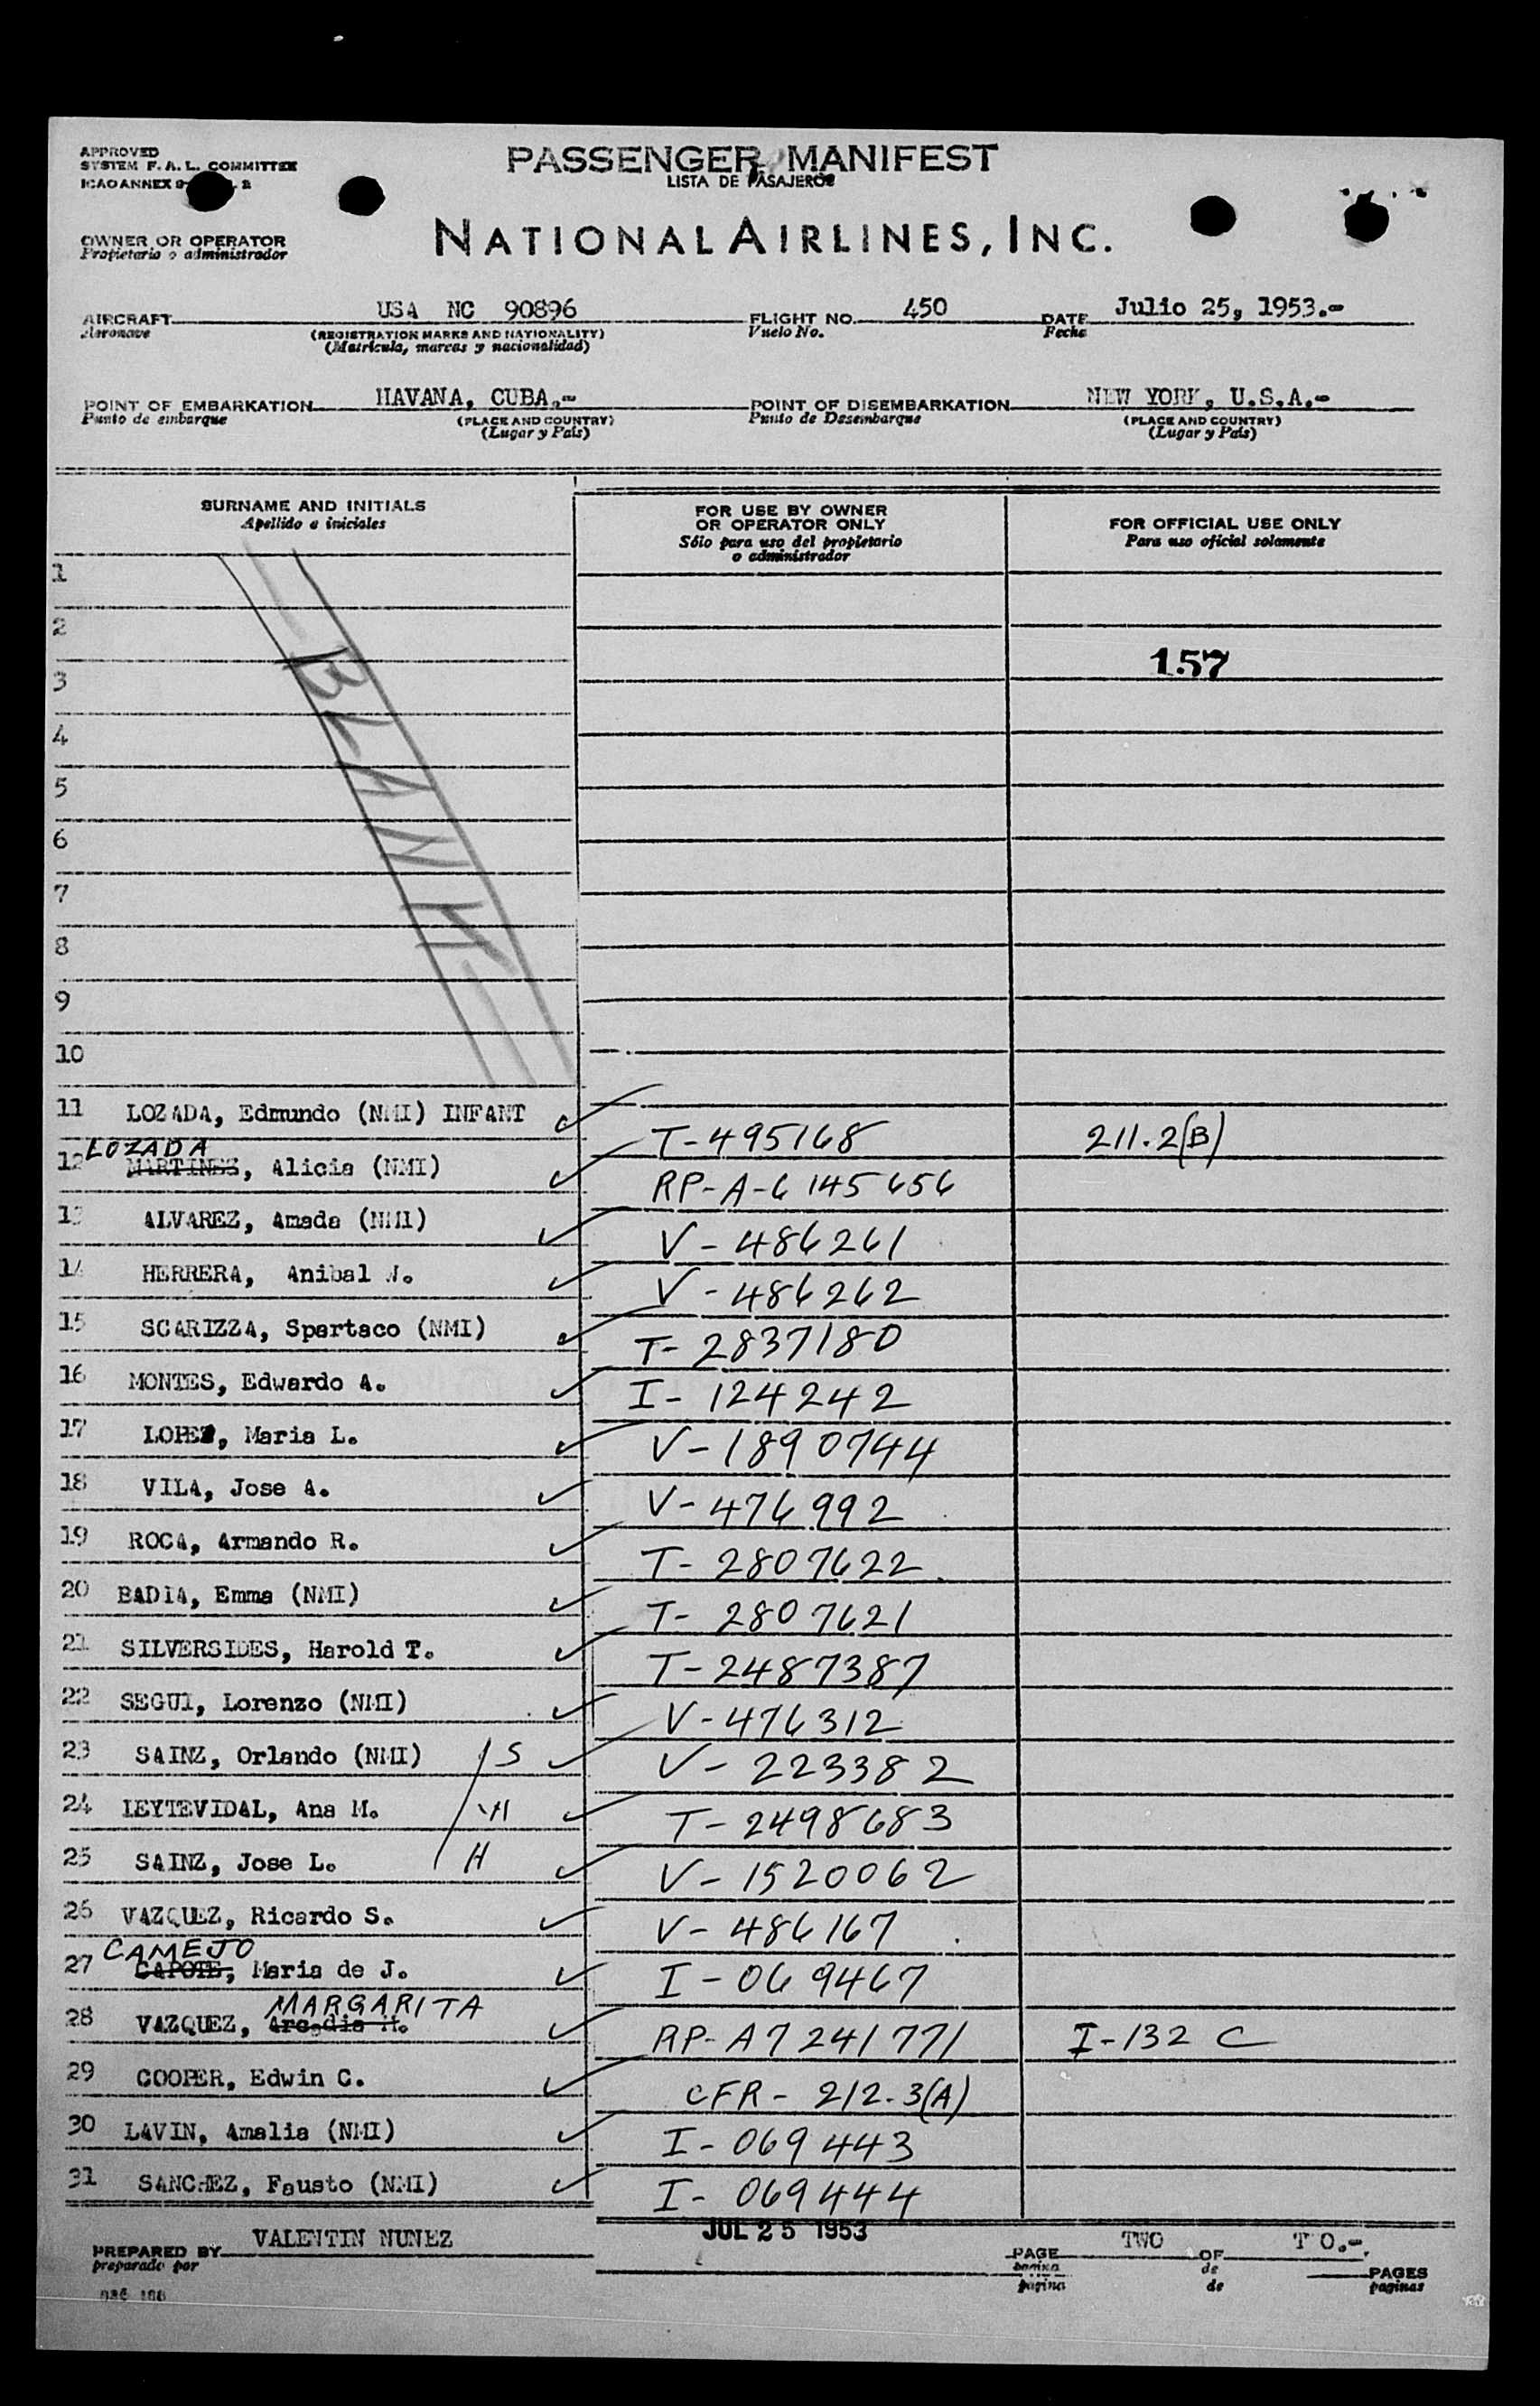 APPROVED
SYSTEM F. A. L. COMMITTEE
ICAO ANNEX 9
PASSENGER MANIFEST
LISTA DE PASAJEROS
OWNER OR OPERATOR
Propietario o administrador
NATIONAL AIRLINES, INC.
AIRCRAFT USA NC 90896 FLIGHT NO. 450 DATE Julio 25, 1953.-
Aeronave (REGISTRATION MARKS AND NATIONALITY) Vuelo No. Fecha
(Matricula, marcas y nacionalidad)
POINT OF EMBARKATION HAVANA, CUBA.- POINT OF DISEMBARKATION NEW YORK, U.S.A.-
Punto de embarque (PLACE AND COUNTRY) Punto de Desembarque (PLACE AND COUNTRY)
(Lugar y País) (Lugar y País)
SURNAME AND INITIALS FOR USE BY OWNER OR OPERATOR ONLY FOR OFFICIAL USE ONLY
Apellido e iniciales Sólo para uso del propietario o administrador Para uso oficial solamente
1
2
3 157
4
5
6
7
8
9
10
BLANK
11 LOZADA, Edmundo (NMI) INFANT T-495168 211.2(B)
LOZADA
12 MARTINEZ, Alicia (NMI) RP-A-6145656
13 ALVAREZ, Amada (NMI) V-486261
14 HERRERA, Anibal W. V-486262
15 SCARIZZA, Spartaco (NMI) T-2837180
16 MONTES, Edwardo A. I-124242
17 LOPEZ, Maria L. V-1890744
18 VILA, Jose A. V-476992
19 ROCA, Armando R. T-2807622
20 BADIA, Emma (NMI) T-2807621
21 SILVERSIDES, Harold T. T-2487387
22 SEGUI, Lorenzo (NMI) V-476312
23 SAINZ, Orlando (NMI) S V-223382
24 LEYTEVIDAL, Ana M. T-2498683
25 SAINZ, Jose L. H V-1520062
26 VAZQUEZ, Ricardo S. V-486167
CAMEJO
27 CAPOTE, Maria de J. I-069467
MARGARITA
28 VAZQUEZ, Arcadia M. RP-A7241771 I-132 C
29 COOPER, Edwin C. CFR-212.3(A)
30 LAVIN, Amalia (NMI) I-069443
31 SANCHEZ, Fausto (NMI) I-069444
PREPARED BY VALENTIN NUNEZ JUL 25 1953 PAGE TWO OF T O.-. PAGES
preparado por página de páginas